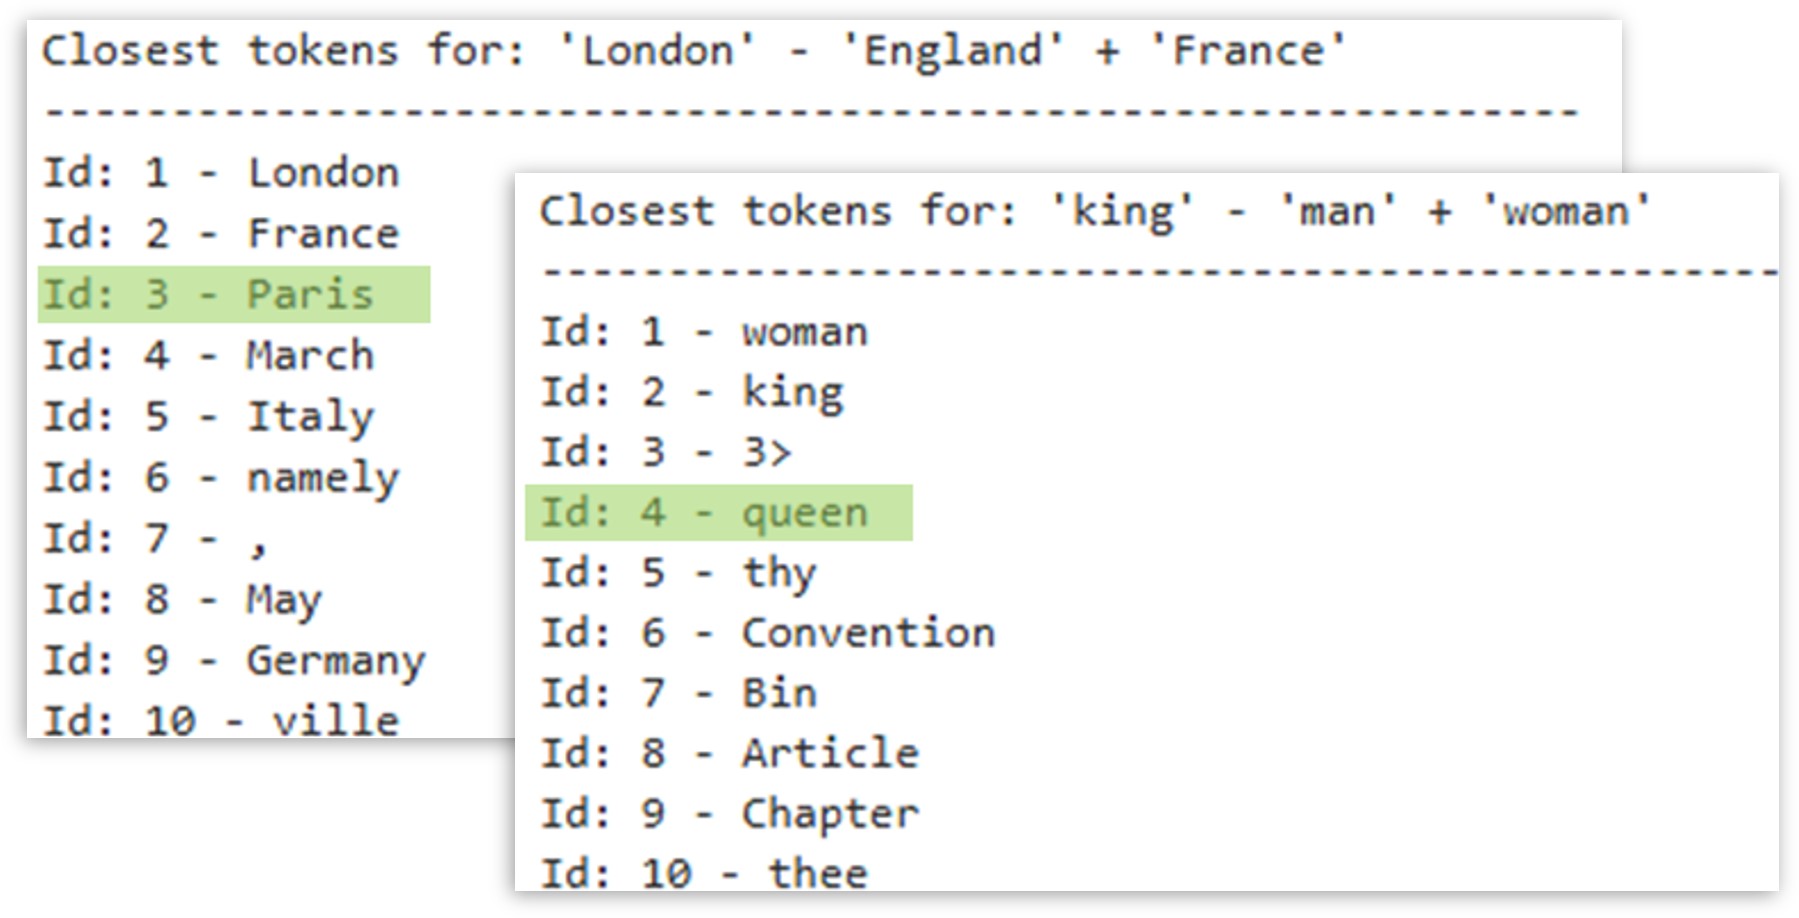 Closest tokens for: 'London' - 'England' + 'France'
------------------------------------------------------------
Id: 1 - London
Id: 2 - France
Id: 3 - Paris
Id: 4 - March
Id: 5 - Italy
Id: 6 - namely
Id: 7 - ,
Id: 8 - May
Id: 9 - Germany
Id: 10 - ville
Closest tokens for: 'king' - 'man' + 'woman'
--------------------------------------------------
Id: 1 - woman
Id: 2 - king
Id: 3 - 3>
Id: 4 - queen
Id: 5 - thy
Id: 6 - Convention
Id: 7 - Bin
Id: 8 - Article
Id: 9 - Chapter
Id: 10 - thee